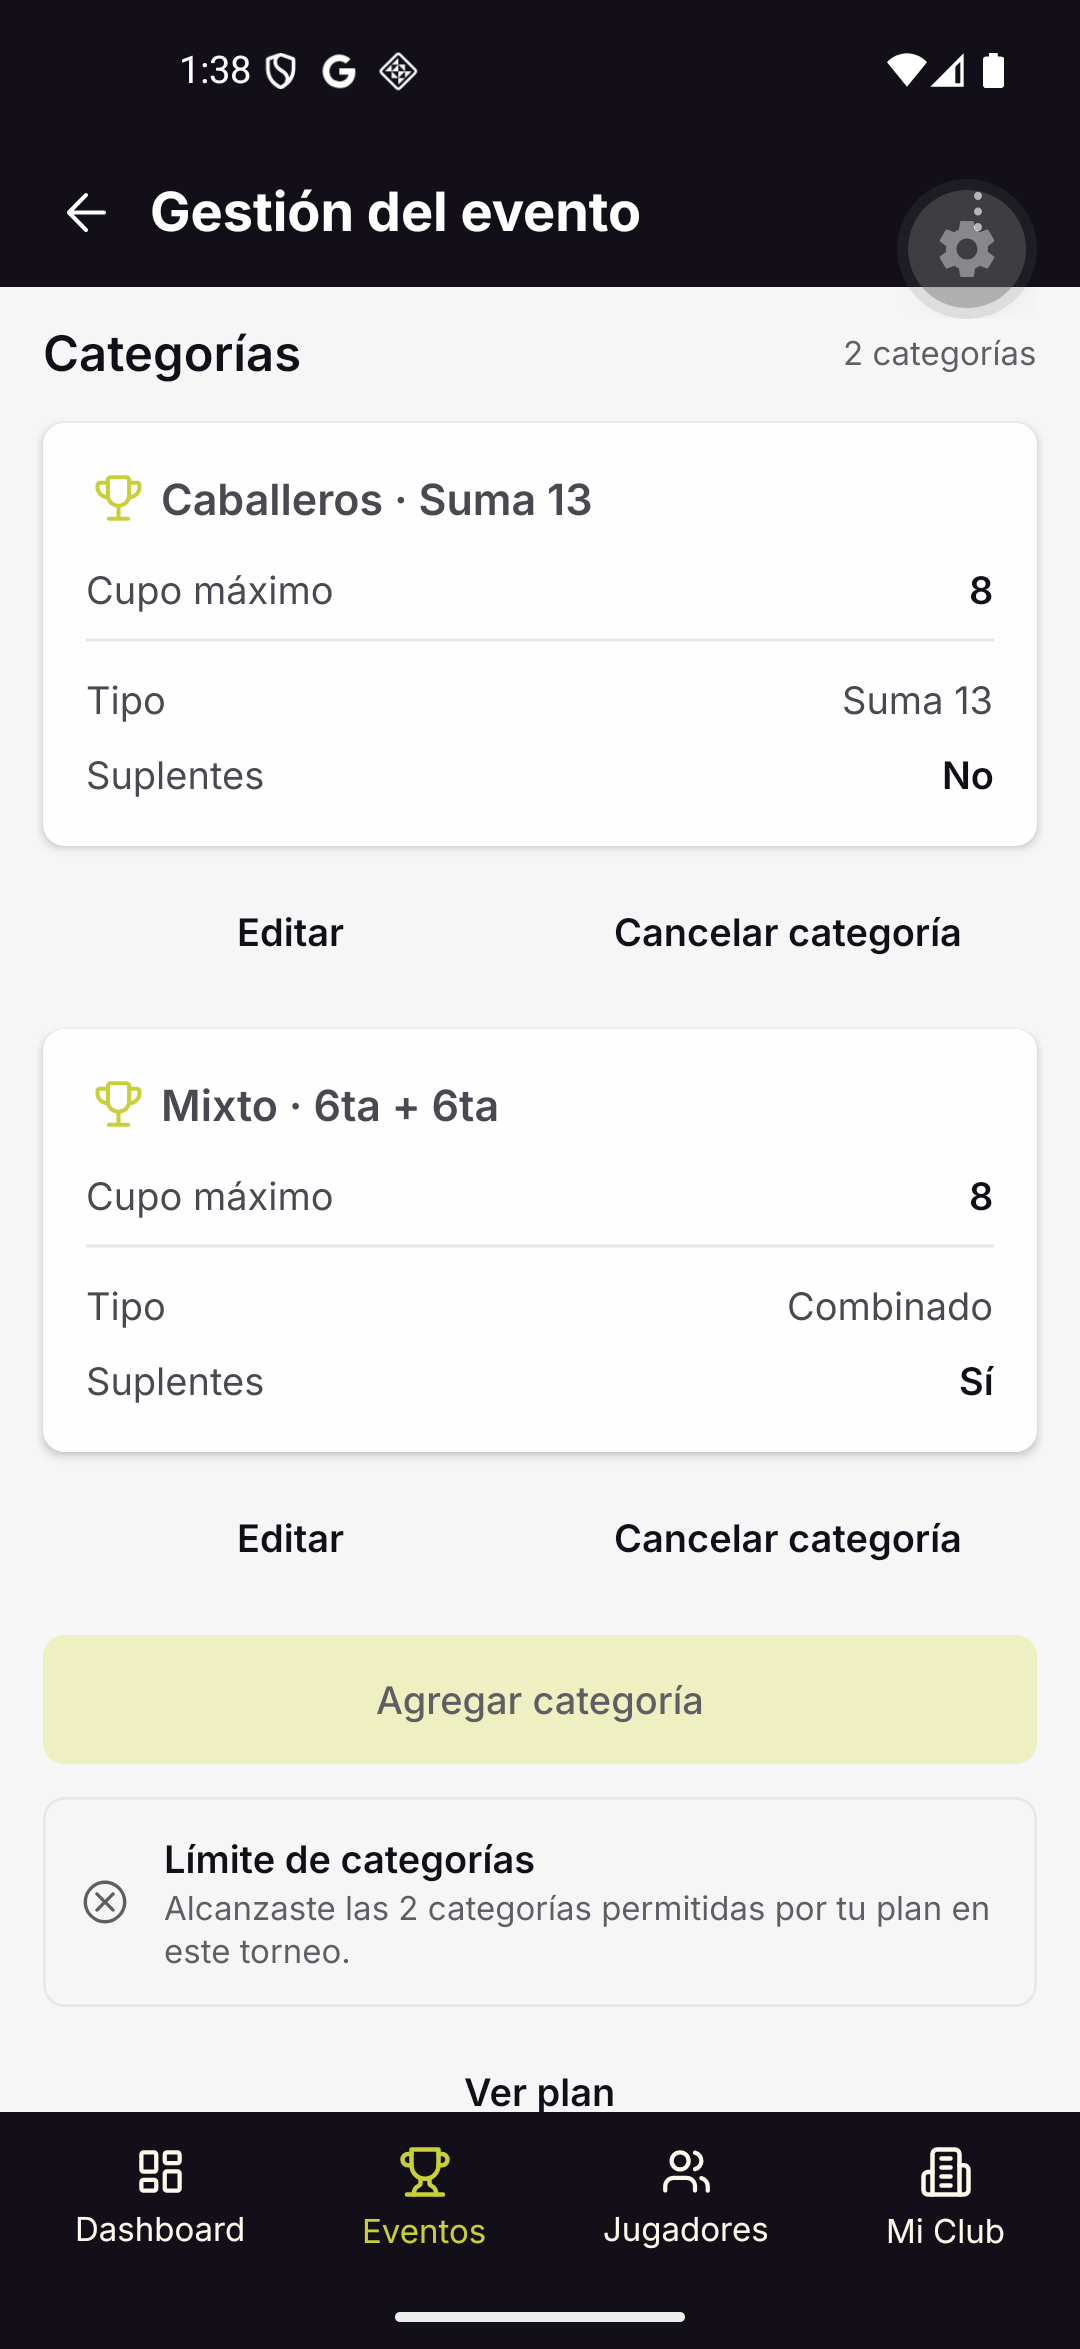 1:38
Gestión del evento
Categorías
2 categorías
Caballeros · Suma 13
Cupo máximo 8
Tipo Suma 13
Suplentes No
Editar Cancelar categoría
Mixto · 6ta + 6ta
Cupo máximo 8
Tipo Combinado
Suplentes Sí
Editar Cancelar categoría
Agregar categoría
Límite de categorías
Alcanzaste las 2 categorías permitidas por tu plan en
este torneo.
Ver plan
Dashboard Eventos Jugadores Mi Club